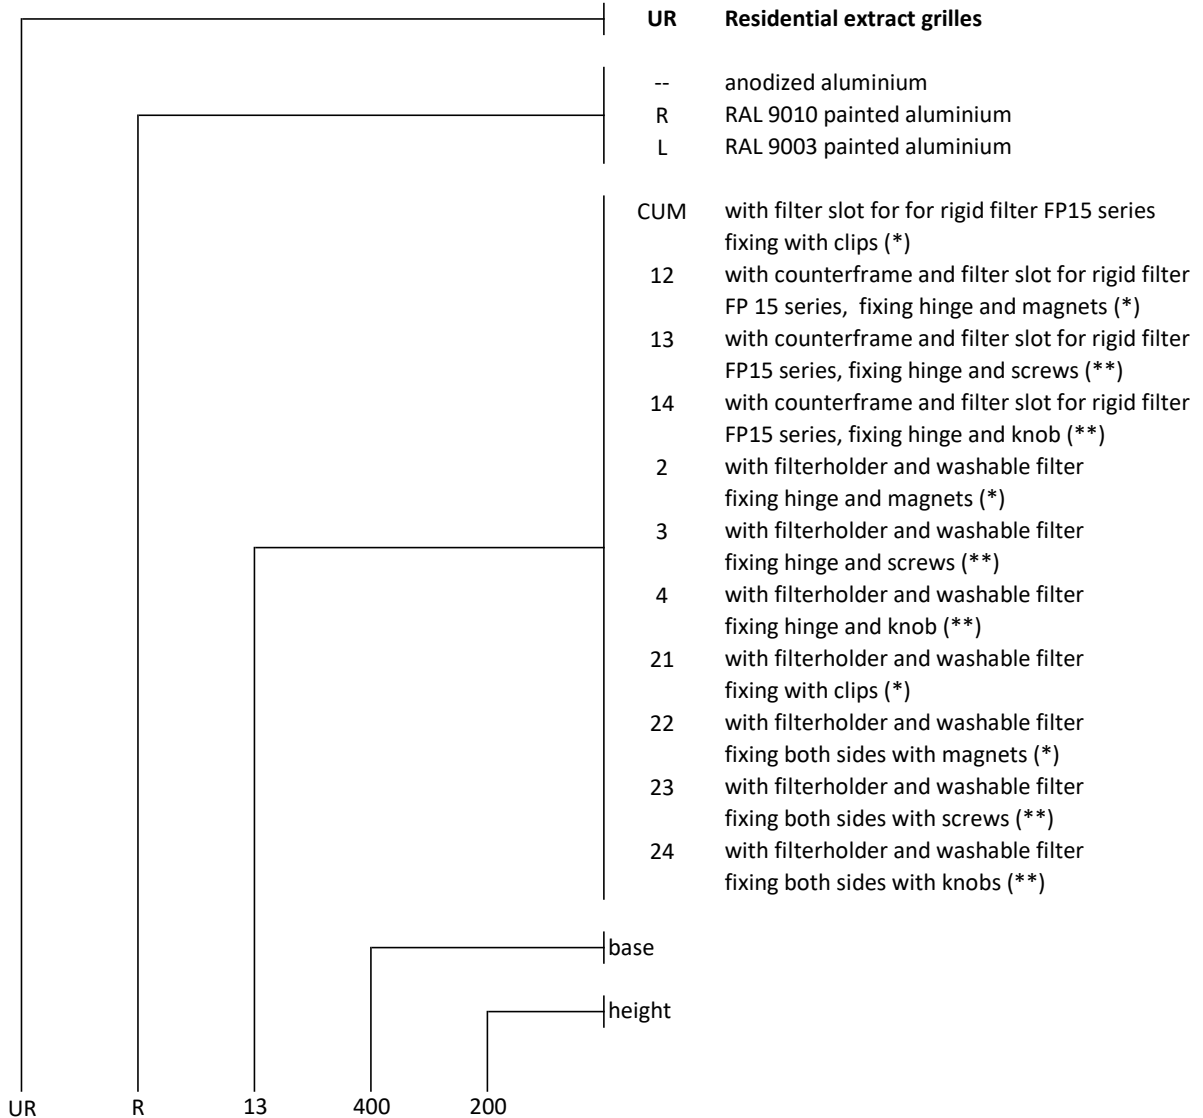 UR Residential extract grilles
-- anodized aluminium
R RAL 9010 painted aluminium
L RAL 9003 painted aluminium
CUM with filter slot for for rigid filter FP15 series
fixing with clips (*)
12 with counterframe and filter slot for rigid filter
FP 15 series, fixing hinge and magnets (*)
13 with counterframe and filter slot for rigid filter
FP15 series, fixing hinge and screws (**)
14 with counterframe and filter slot for rigid filter
FP15 series, fixing hinge and knob (**)
2 with filterholder and washable filter
fixing hinge and magnets (*)
3 with filterholder and washable filter
fixing hinge and screws (**)
4 with filterholder and washable filter
fixing hinge and knob (**)
21 with filterholder and washable filter
fixing with clips (*)
22 with filterholder and washable filter
fixing both sides with magnets (*)
23 with filterholder and washable filter
fixing both sides with screws (**)
24 with filterholder and washable filter
fixing both sides with knobs (**)
base
height
UR R 13 400 200